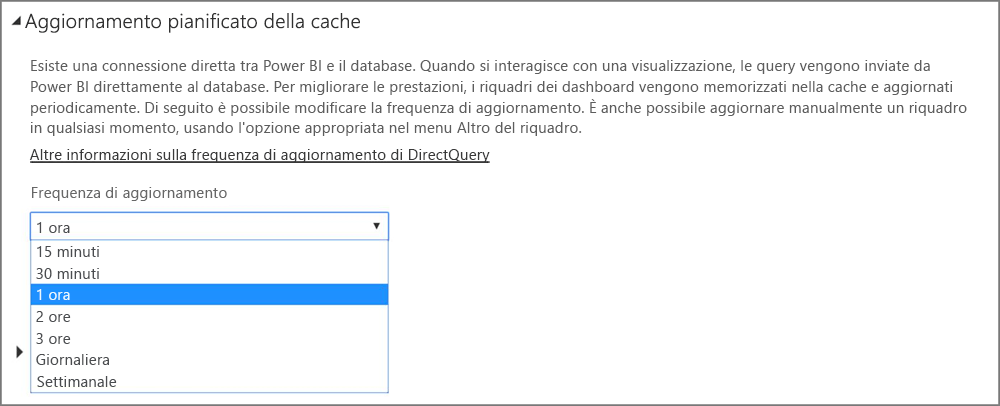 Aggiornamento pianificato della cache
Esiste una connessione diretta tra Power BI e il database. Quando si interagisce con una visualizzazione, le query vengono inviate da
Power BI direttamente al database. Per migliorare le prestazioni, i riquadri dei dashboard vengono memorizzati nella cache e aggiornati
periodicamente. Di seguito è possibile modificare la frequenza di aggiornamento. È anche possibile aggiornare manualmente un riquadro
in qualsiasi momento, usando l'opzione appropriata nel menu Altro del riquadro.
Altre informazioni sulla frequenza di aggiornamento di DirectQuery
Frequenza di aggiornamento
1 ora
15 minuti
30 minuti
1 ora
2 ore
3 ore
Giornaliera
Settimanale